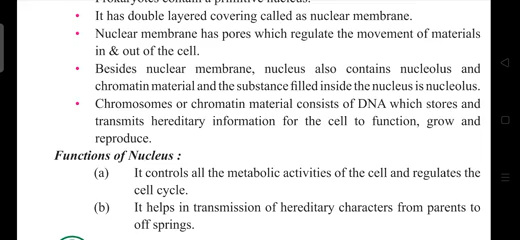 Prokaryotes contain a primitive nucleus.
• It has double layered covering called as nuclear membrane.
• Nuclear membrane has pores which regulate the movement of materials
in & out of the cell.
• Besides nuclear membrane, nucleus also contains nucleolus and
chromatin material and the substance filled inside the nucleus is nucleolus.
• Chromosomes or chromatin material consists of DNA which stores and
transmits hereditary information for the cell to function, grow and
reproduce.
Functions of Nucleus :
(a) It controls all the metabolic activities of the cell and regulates the
cell cycle.
(b) It helps in transmission of hereditary characters from parents to
off springs.